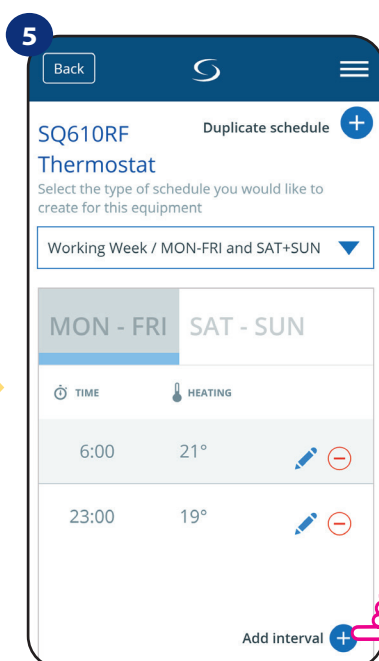 5
Back
SQ610RF
Thermostat
Duplicate schedule
Select the type of schedule you would like to
create for this equipment
Working Week / MON-FRI and SAT+SUN
MON - FRI SAT - SUN
TIME HEATING
6:00 21°
23:00 19°
Add interval